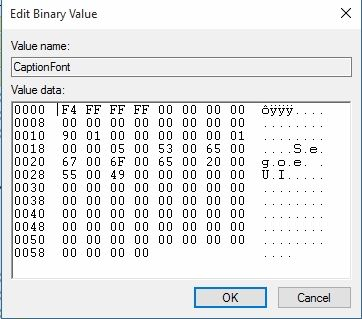 Edit Binary Value
Value name:
CaptionFont
Value data:
0000 F4 FF FF FF 00 00 00 00 ôÿÿÿ....
0008 00 00 00 00 00 00 00 00 ........
0010 90 01 00 00 00 00 00 01 ........
0018 00 00 05 00 53 00 65 00 ....S.e.
0020 67 00 6F 00 65 00 20 00 g.o.e. .
0028 55 00 49 00 00 00 00 00 U.I.....
0030 00 00 00 00 00 00 00 00 ........
0038 00 00 00 00 00 00 00 00 ........
0040 00 00 00 00 00 00 00 00 ........
0048 00 00 00 00 00 00 00 00 ........
0050 00 00 00 00 00 00 00 00 ........
0058 00 00 00 00 ....
OK Cancel